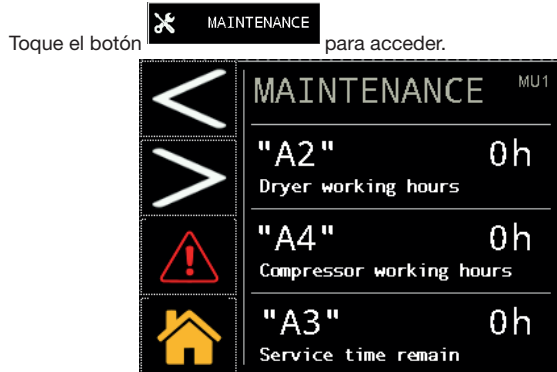 Toque el botón MAINTENANCE para acceder.
MAINTENANCE MU1
"A2" 0h
Dryer working hours
"A4" 0h
Compressor working hours
"A3" 0h
Service time remain